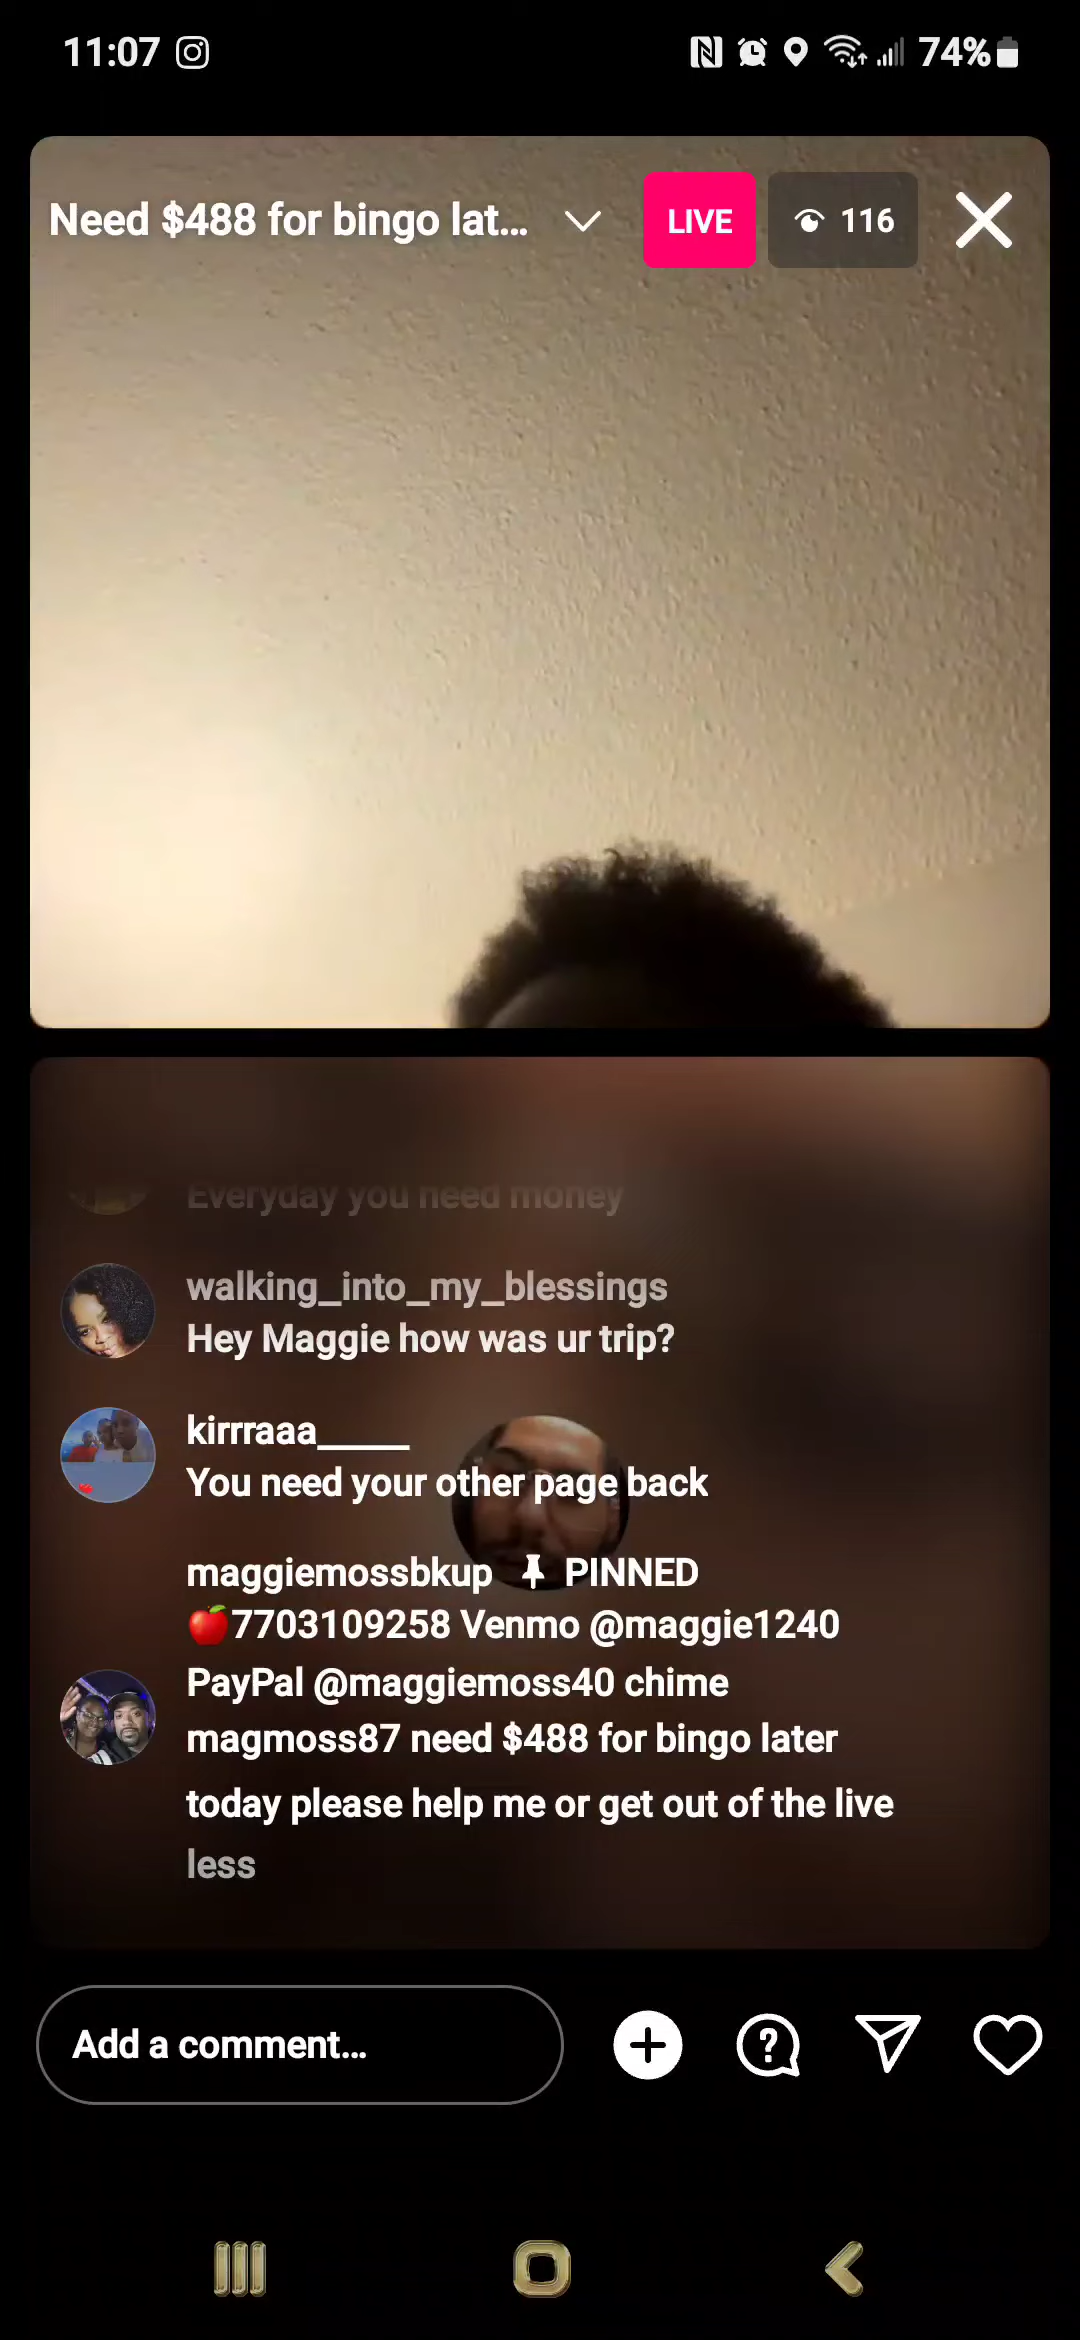 11:07
74%
Need $488 for bingo lat...
LIVE
116
Everyday you need money
walking_into_my_blessings
Hey Maggie how was ur trip?
kirrraaa_____
You need your other page back
maggiemossbkup 📌 PINNED
🍎7703109258 Venmo @maggie1240
PayPal @maggiemoss40 chime
magmoss87 need $488 for bingo later
today please help me or get out of the live
less
Add a comment...